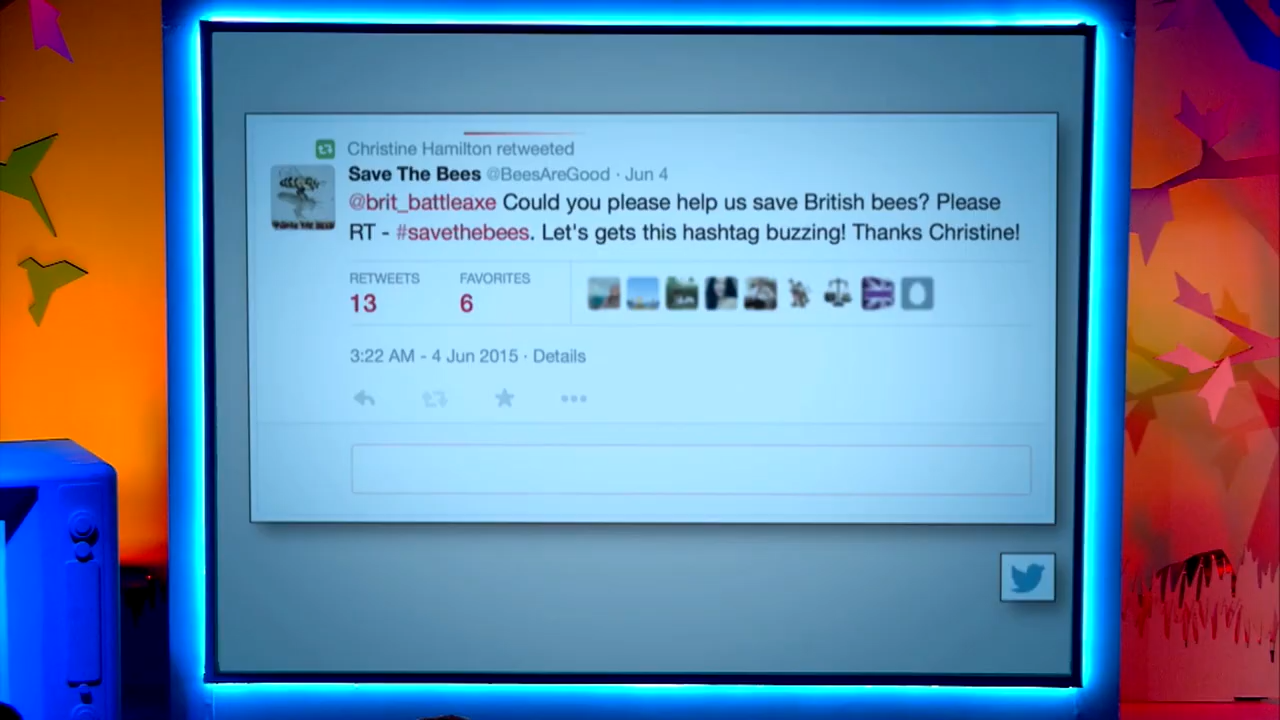 Christine Hamilton retweeted
Save The Bees @BeesAreGood · Jun 4
@brit_battleaxe Could you please help us save British bees? Please
RT - #savethebees. Let's gets this hashtag buzzing! Thanks Christine!
RETWEETS FAVORITES
13 6
3:22 AM - 4 Jun 2015 · Details